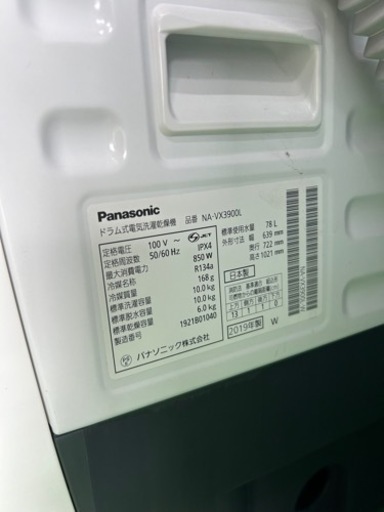 Panasonic
ドラム式電気洗濯乾燥機 品番 NA-VX3900L
定格電圧 100 V ～ JET
定格周波数 50/60 Hz IPX4
最大消費電力 850 W
冷媒名称 R134a
冷媒質量 168 g
標準洗濯容量 10.0 kg
標準脱水容量 10.0 kg
標準乾燥容量 6.0 kg
製造番号 1921B01040
パナソニック株式会社
標準使用水量 78 L
外形寸法 幅 639 mm
奥行 722 mm
高さ 1021 mm
日本製
2019年製 W